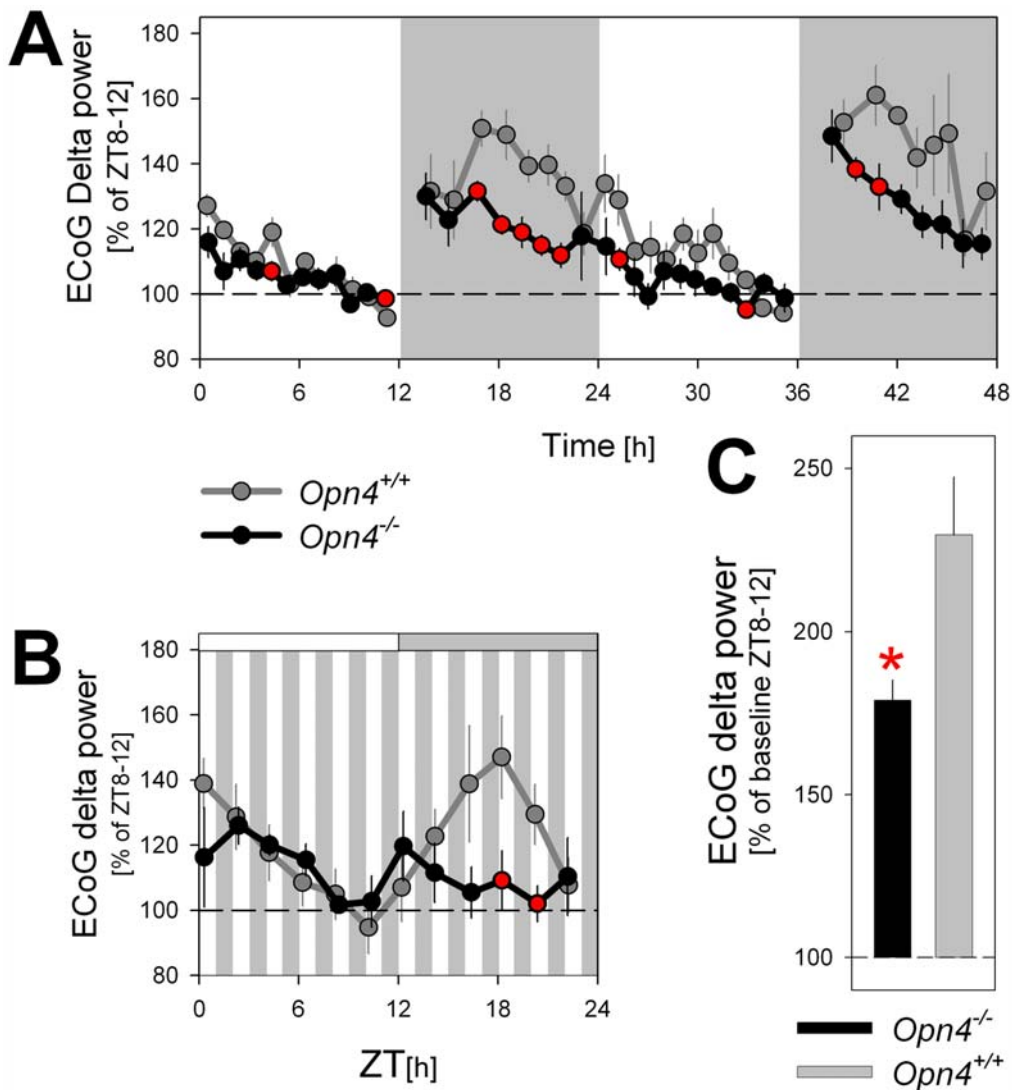 A
ECoG Delta power
[% of ZT8-12]
180
160
140
120
100
80
0 6 12 18 24 30 36 42 48
Time [h]
Opn4+/+
Opn4-/-
B
ECoG delta power
[% of ZT8-12]
180
160
140
120
100
80
0 6 12 18 24
ZT[h]
C
ECoG delta power
[% of baseline ZT8-12]
250
200
150
100
*
Opn4-/-
Opn4+/+